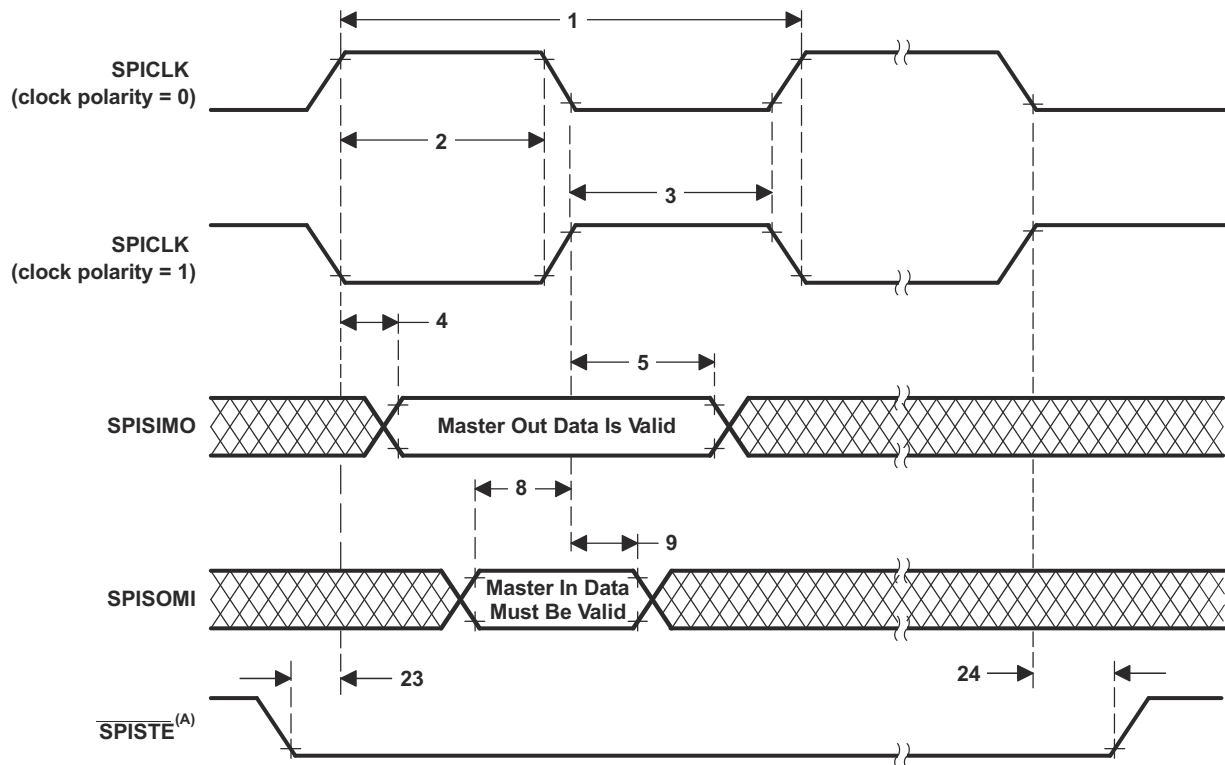 1
SPICLK
(clock polarity = 0)
2
3
SPICLK
(clock polarity = 1)
4
5
SPISIMO
Master Out Data Is Valid
8
9
SPISOMI
Master In Data
Must Be Valid
23
24
SPISTE(A)